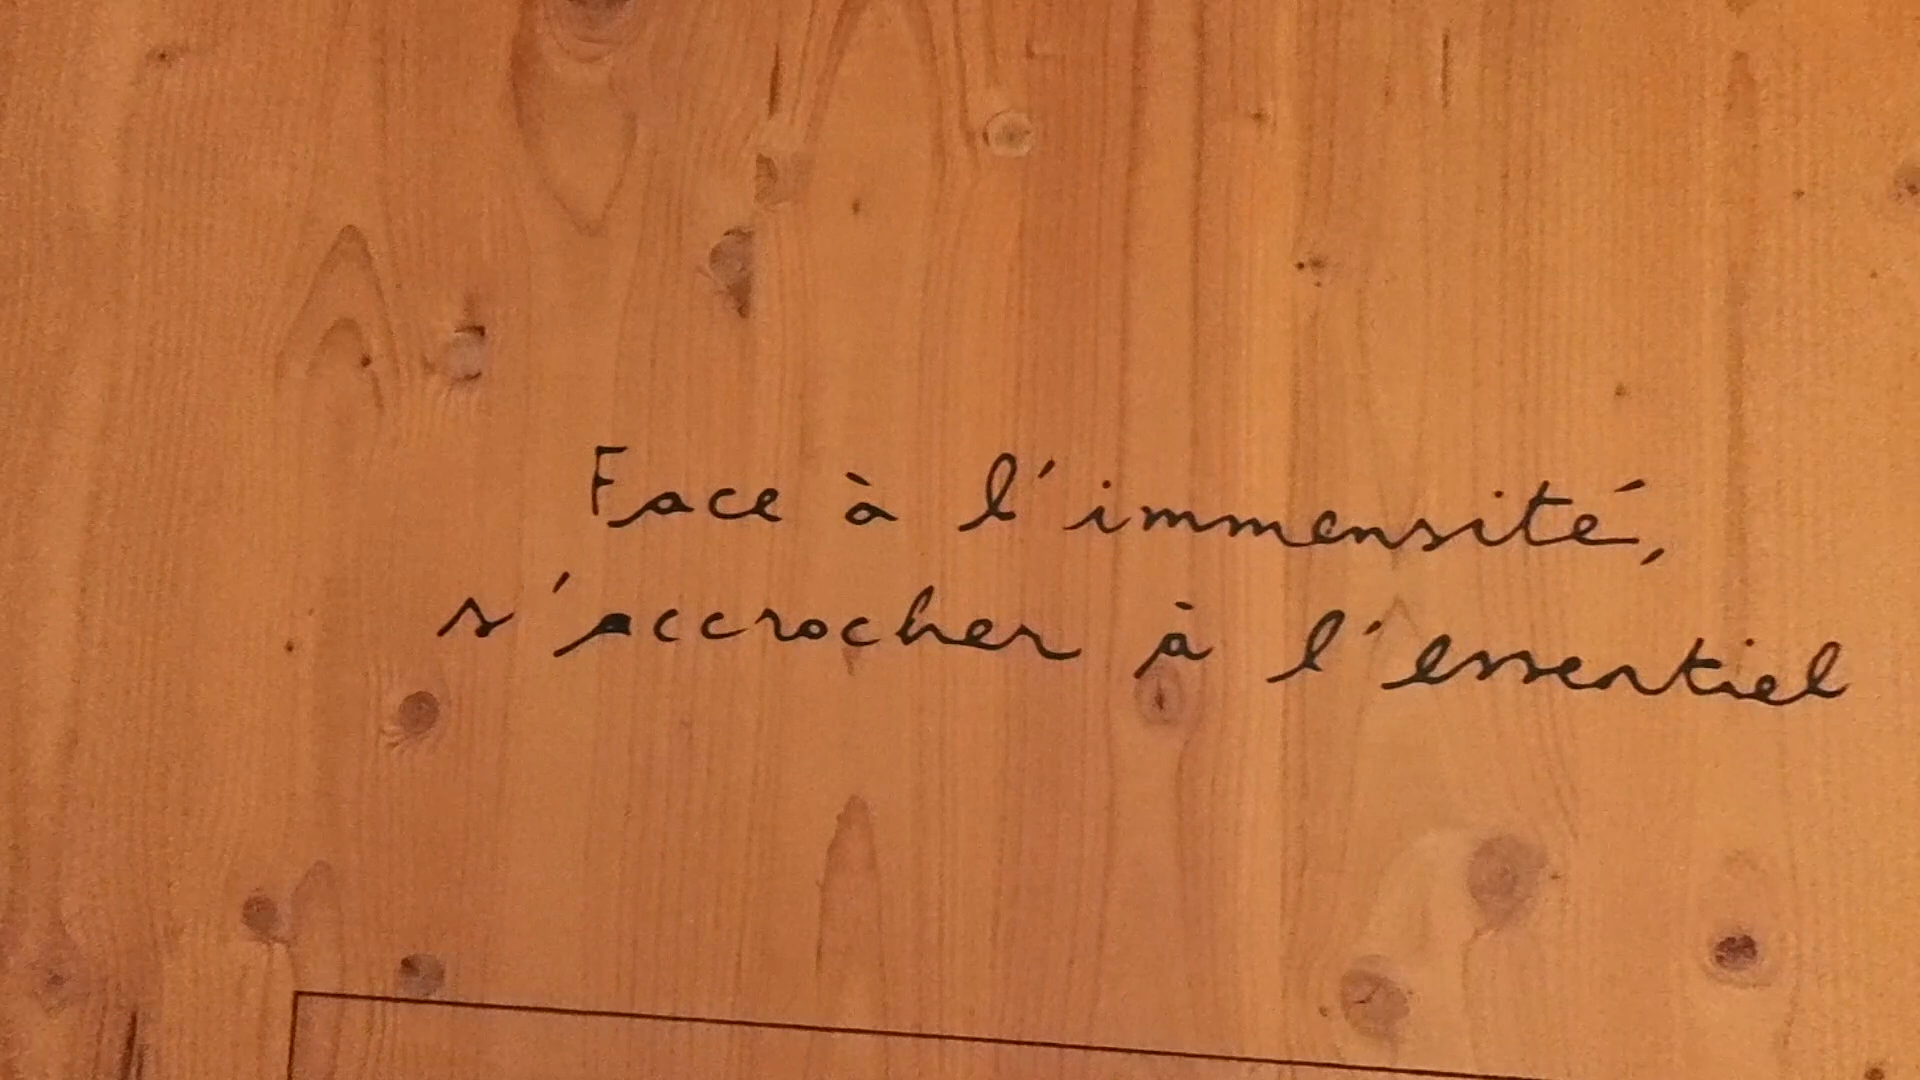 Face à l'immensité,
s'accrocher à l'essentiel